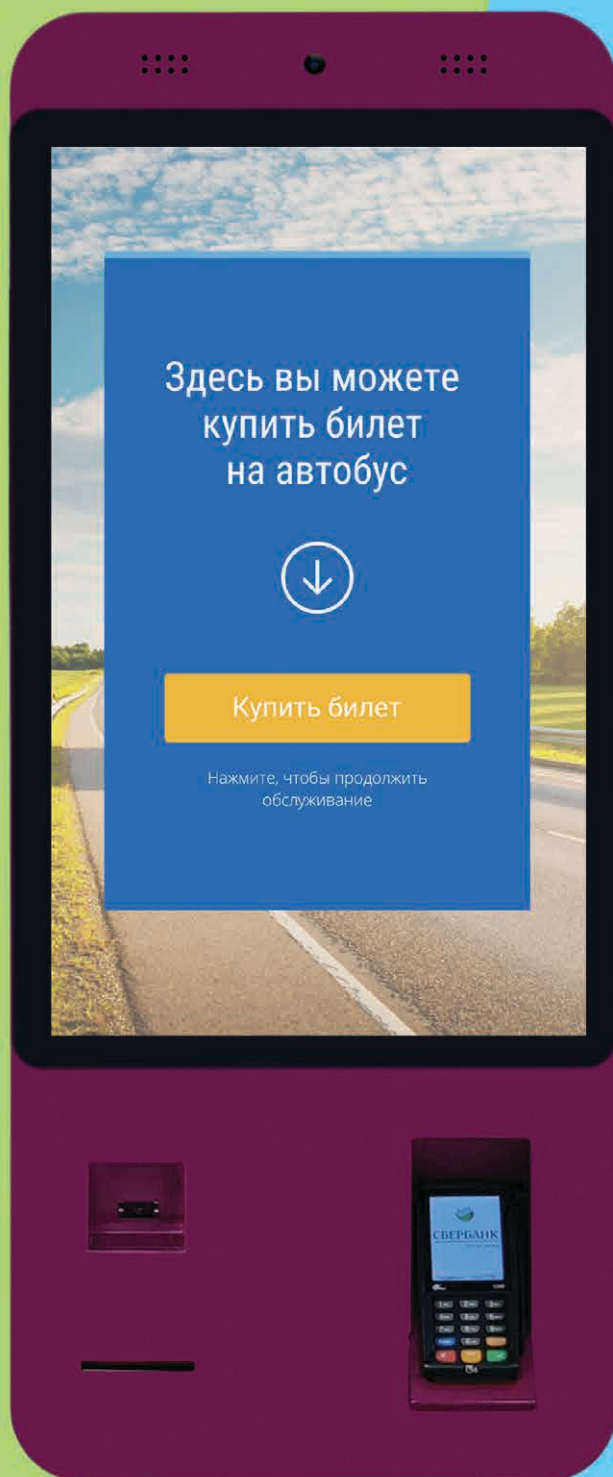 Здесь вы можете
купить билет
на автобус
Купить билет
Нажмите, чтобы продолжить
обслуживание
СБЕРБАНК